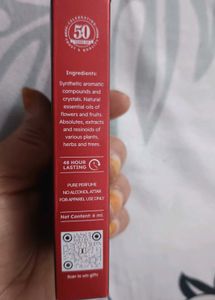 CELEBRATING
50
Ingredients:
Synthetic aromatic
compounds and
crystals. Natural
essential oils of
flowers and fruits.
Absolutes, extracts
and resinoids of
various plants,
herbs and trees.
48 HOUR
LASTING
PURE PERFUME
NO ALCOHOL ATTAR
FOR APPAREL USE ONLY
Net Content: 6 ml
Scan to win gifts